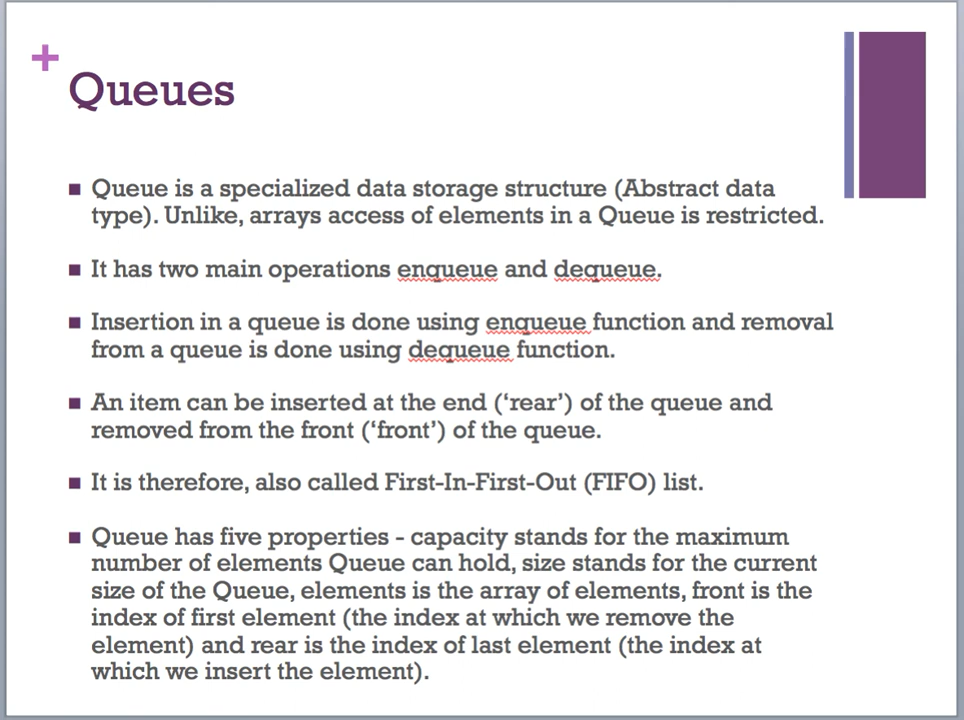 +
Queues
■ Queue is a specialized data storage structure (Abstract data
type). Unlike, arrays access of elements in a Queue is restricted.
■ It has two main operations enqueue and dequeue.
■ Insertion in a queue is done using enqueue function and removal
from a queue is done using dequeue function.
■ An item can be inserted at the end (‘rear’) of the queue and
removed from the front (‘front’) of the queue.
■ It is therefore, also called First-In-First-Out (FIFO) list.
■ Queue has five properties - capacity stands for the maximum
number of elements Queue can hold, size stands for the current
size of the Queue, elements is the array of elements, front is the
index of first element (the index at which we remove the
element) and rear is the index of last element (the index at
which we insert the element).